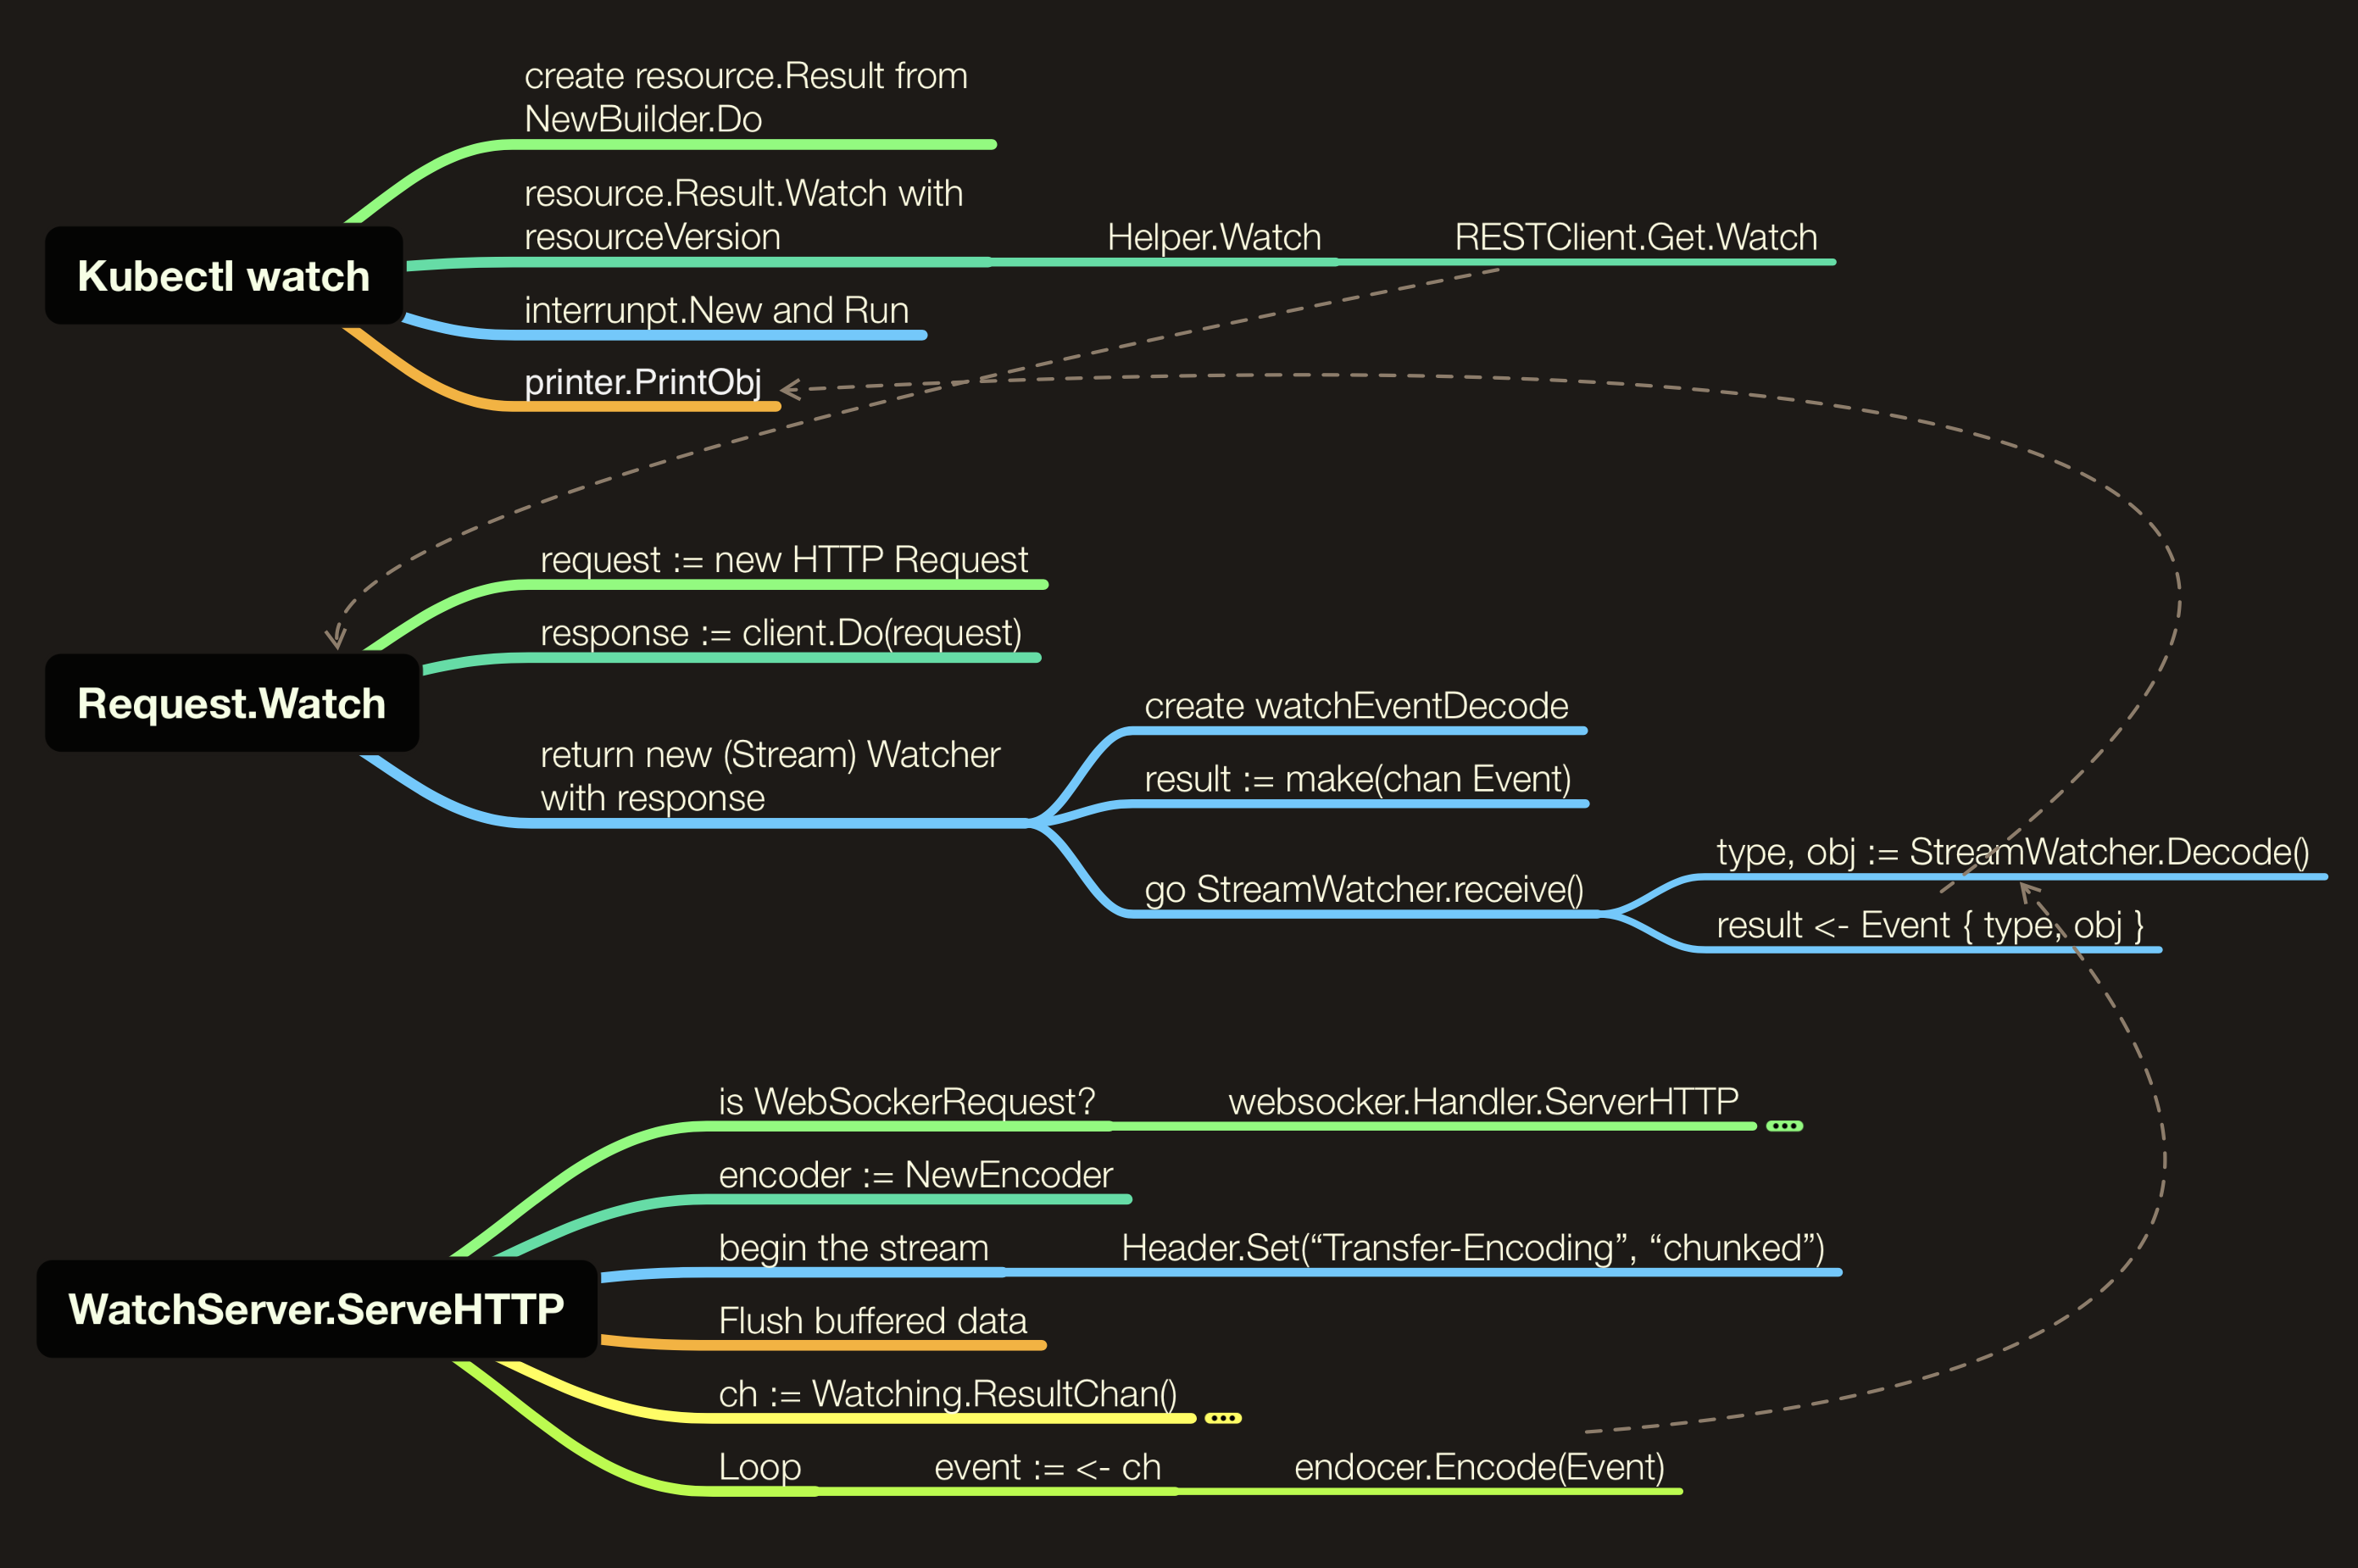 create resource.Result from
NewBuilder.Do
resource.Result.Watch with
resourceVersion
Helper.Watch
RESTClient.Get.Watch
Kubectl watch
interrunpt.New and Run
printer.PrintObj
request := new HTTP Request
response := client.Do(request)
Request.Watch
return new (Stream) Watcher
with response
create watchEventDecode
result := make(chan Event)
go StreamWatcher.receive()
type, obj := StreamWatcher.Decode()
result <- Event { type, obj }
is WebSockerRequest?
websocker.Handler.ServerHTTP
encoder := NewEncoder
begin the stream
Header.Set(“Transfer-Encoding”, “chunked”)
WatchServer.ServeHTTP
Flush buffered data
ch := Watching.ResultChan()
Loop
event := <- ch
endocer.Encode(Event)